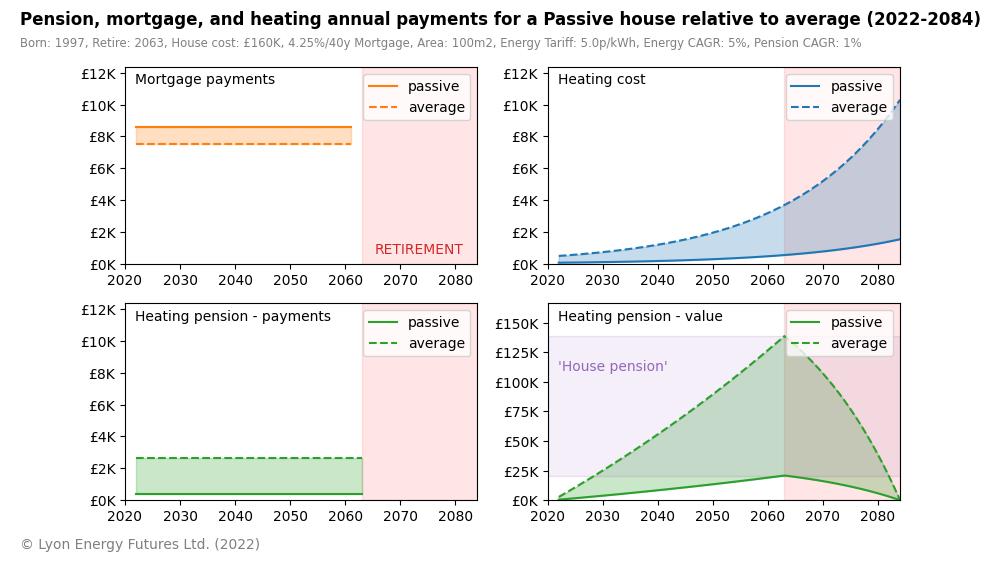 Pension, mortgage, and heating annual payments for a Passive house relative to average (2022-2084)
Born: 1997, Retire: 2063, House cost: £160K, 4.25%/40y Mortgage, Area: 100m2, Energy Tariff: 5.0p/kWh, Energy CAGR: 5%, Pension CAGR: 1%
Mortgage payments
passive
average
RETIREMENT
£12K
£10K
£8K
£6K
£4K
£2K
£0K
2020 2030 2040 2050 2060 2070 2080
Heating cost
passive
average
£12K
£10K
£8K
£6K
£4K
£2K
£0K
2020 2030 2040 2050 2060 2070 2080
Heating pension - payments
passive
average
£12K
£10K
£8K
£6K
£4K
£2K
£0K
2020 2030 2040 2050 2060 2070 2080
Heating pension - value
passive
average
'House pension'
£150K
£125K
£100K
£75K
£50K
£25K
£0K
2020 2030 2040 2050 2060 2070 2080
© Lyon Energy Futures Ltd. (2022)